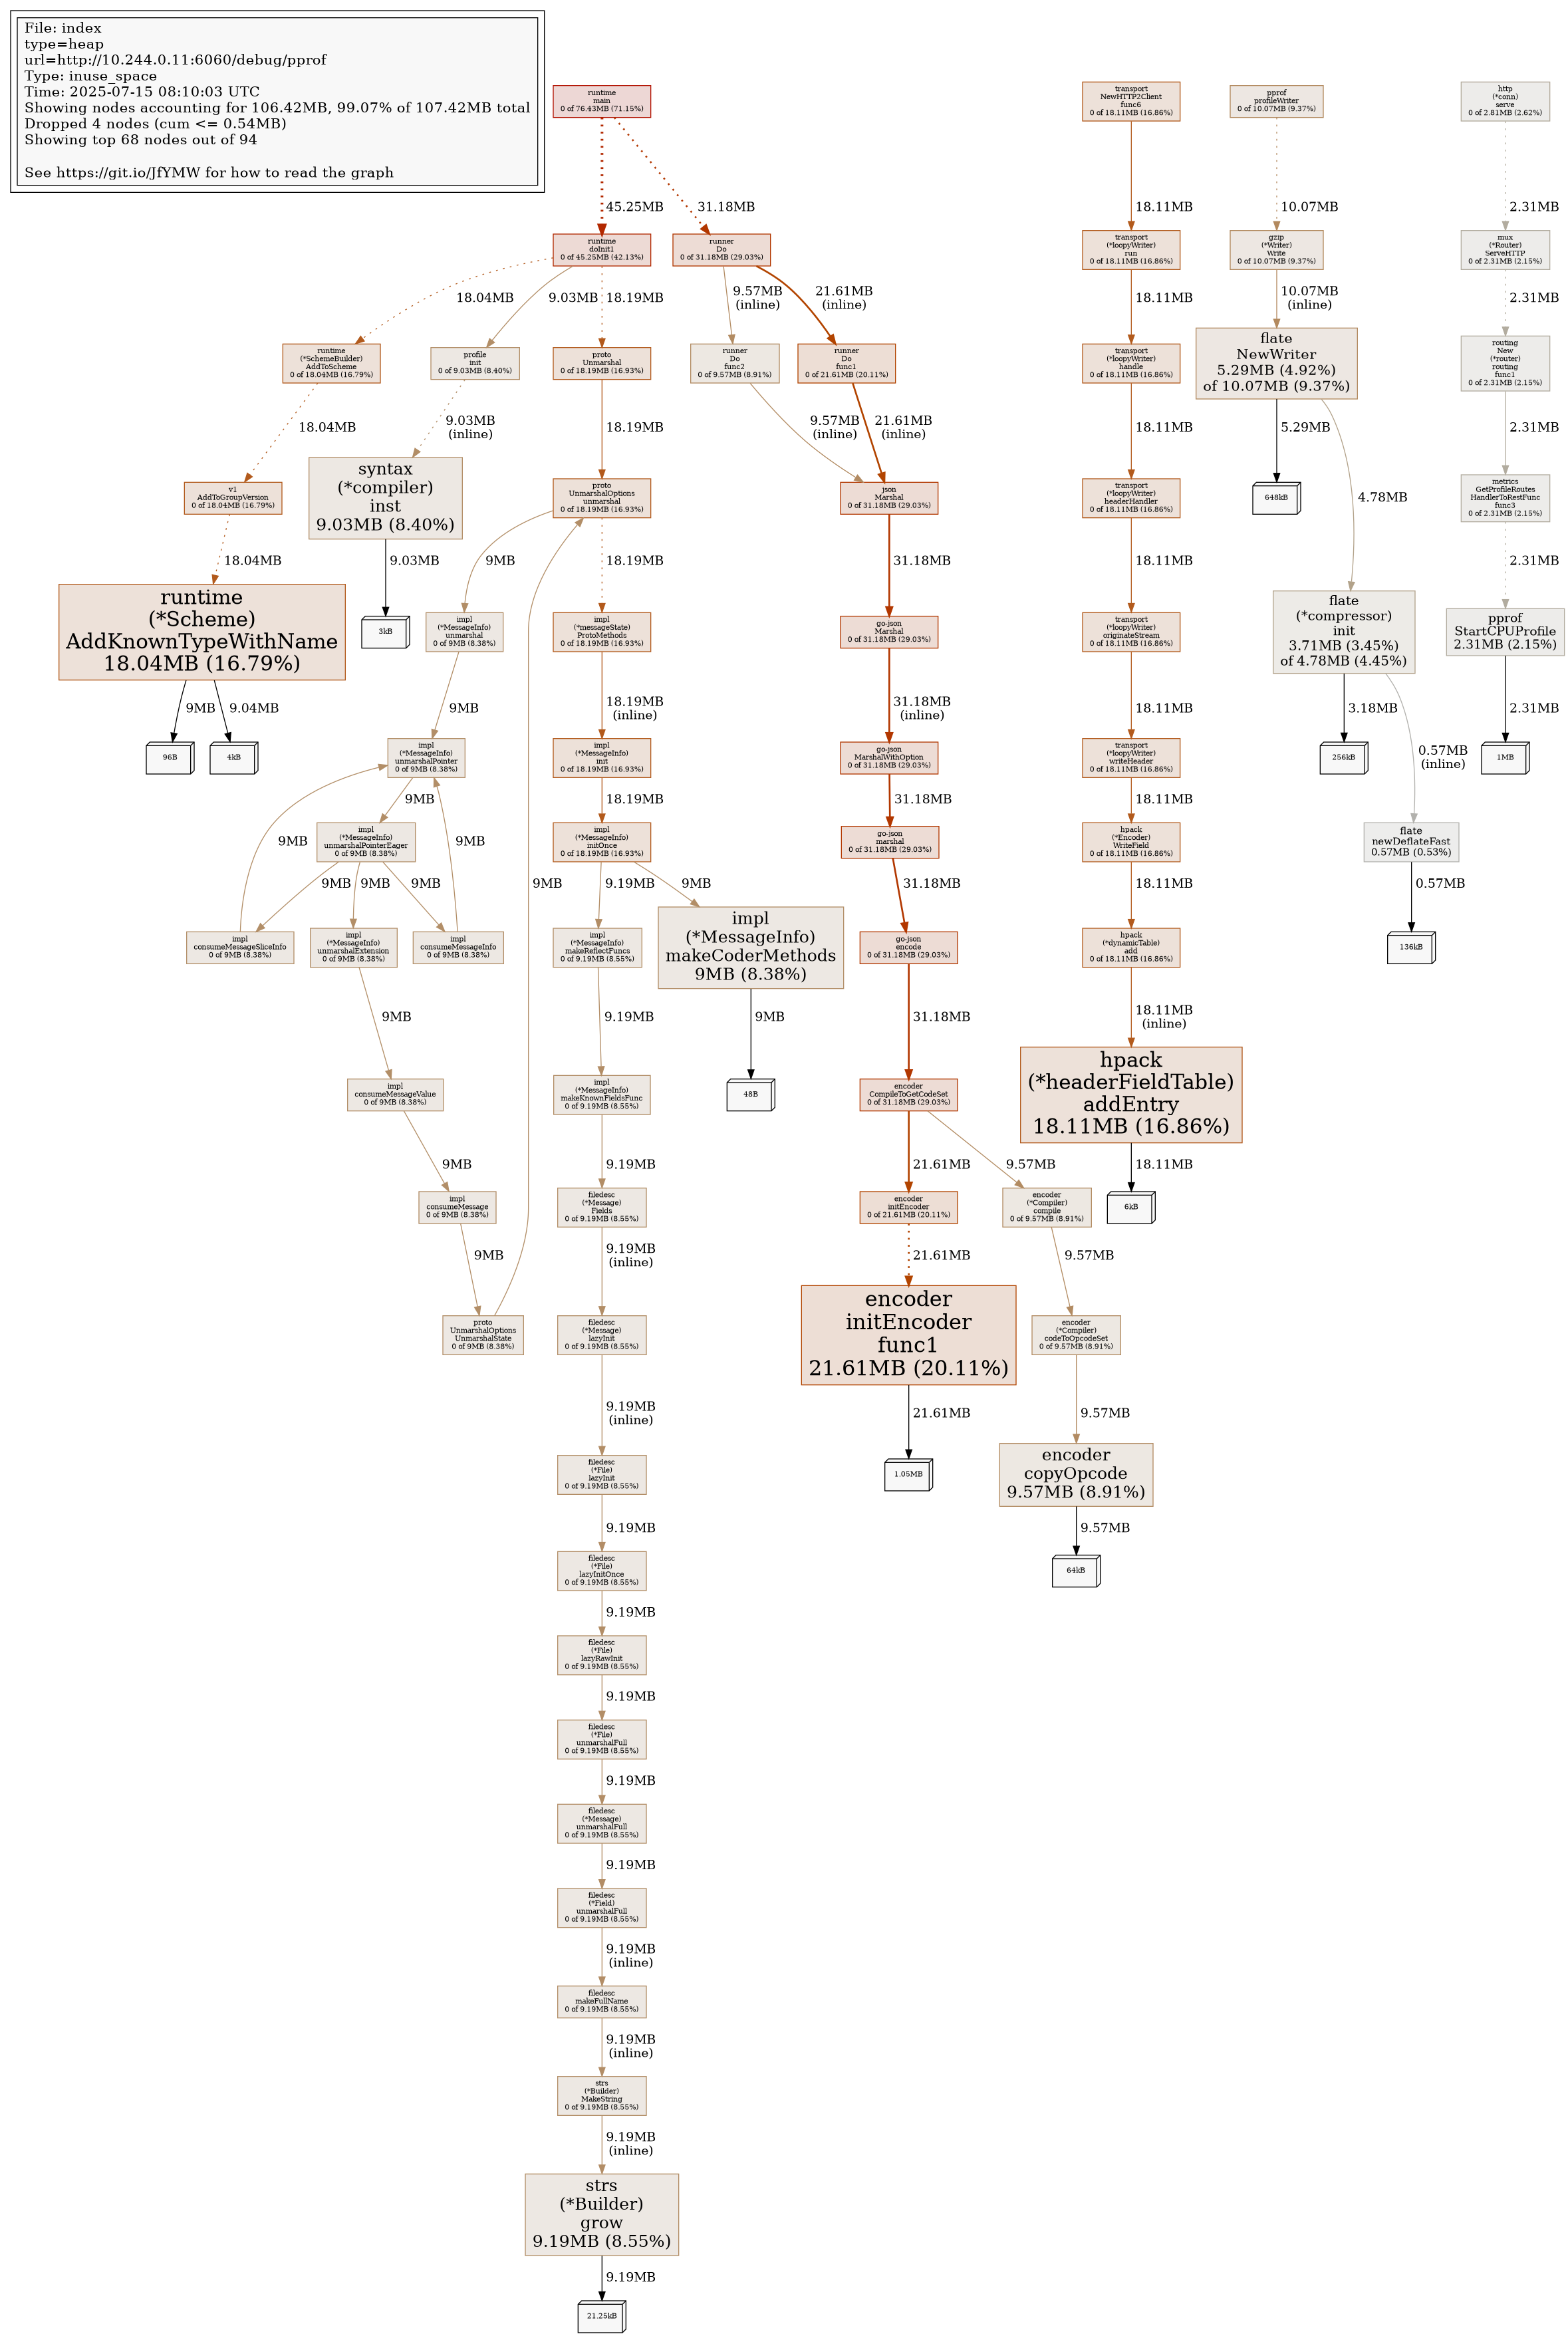 File: index
type=heap
url=http://10.244.0.11:6060/debug/pprof
Type: inuse_space
Time: 2025-07-15 08:10:03 UTC
Showing nodes accounting for 106.42MB, 99.07% of 107.42MB total
Dropped 4 nodes (cum <= 0.54MB)
Showing top 68 nodes out of 94
See https://git.io/JfYMW for how to read the graph
runtime
main
0 of 76.43MB (71.15%)
transport
NewHTTP2Client
func6
0 of 18.11MB (16.86%)
pprof
profileWriter
0 of 10.07MB (9.37%)
http
(*conn)
serve
0 of 2.81MB (2.62%)
45.25MB
31.18MB
18.11MB
10.07MB
2.31MB
runtime
doInit1
0 of 45.25MB (42.13%)
runner
Do
0 of 31.18MB (29.03%)
transport
(*loopyWriter)
run
0 of 18.11MB (16.86%)
gzip
(*Writer)
Write
0 of 10.07MB (9.37%)
mux
(*Router)
ServeHTTP
0 of 2.31MB (2.15%)
18.04MB
9.03MB
18.19MB
9.57MB
(inline)
21.61MB
(inline)
18.11MB
10.07MB
(inline)
2.31MB
runtime
(*SchemeBuilder)
AddToScheme
0 of 18.04MB (16.79%)
profile
init
0 of 9.03MB (8.40%)
proto
Unmarshal
0 of 18.19MB (16.93%)
runner
Do
func2
0 of 9.57MB (8.91%)
runner
Do
func1
0 of 21.61MB (20.11%)
transport
(*loopyWriter)
handle
0 of 18.11MB (16.86%)
flate
NewWriter
5.29MB (4.92%)
of 10.07MB (9.37%)
routing
New
(*router)
routing
func1
0 of 2.31MB (2.15%)
18.04MB
9.03MB
(inline)
18.19MB
9.57MB
(inline)
21.61MB
(inline)
18.11MB
5.29MB
4.78MB
2.31MB
v1
AddToGroupVersion
0 of 18.04MB (16.79%)
syntax
(*compiler)
inst
9.03MB (8.40%)
proto
UnmarshalOptions
unmarshal
0 of 18.19MB (16.93%)
json
Marshal
0 of 31.18MB (29.03%)
transport
(*loopyWriter)
headerHandler
0 of 18.11MB (16.86%)
648kB
metrics
GetProfileRoutes
HandlerToRestFunc
func3
0 of 2.31MB (2.15%)
18.04MB
9.03MB
9MB
18.19MB
31.18MB
18.11MB
2.31MB
runtime
(*Scheme)
AddKnownTypeWithName
18.04MB (16.79%)
3kB
impl
(*MessageInfo)
unmarshal
0 of 9MB (8.38%)
impl
(*messageState)
ProtoMethods
0 of 18.19MB (16.93%)
go-json
Marshal
0 of 31.18MB (29.03%)
transport
(*loopyWriter)
originateStream
0 of 18.11MB (16.86%)
flate
(*compressor)
init
3.71MB (3.45%)
of 4.78MB (4.45%)
pprof
StartCPUProfile
2.31MB (2.15%)
9MB
9.04MB
9MB
18.19MB
(inline)
31.18MB
(inline)
18.11MB
3.18MB
0.57MB
(inline)
2.31MB
96B
4kB
impl
(*MessageInfo)
unmarshalPointer
0 of 9MB (8.38%)
impl
(*MessageInfo)
init
0 of 18.19MB (16.93%)
go-json
MarshalWithOption
0 of 31.18MB (29.03%)
transport
(*loopyWriter)
writeHeader
0 of 18.11MB (16.86%)
256kB
1MB
9MB
18.19MB
31.18MB
18.11MB
impl
(*MessageInfo)
unmarshalPointerEager
0 of 9MB (8.38%)
impl
(*MessageInfo)
initOnce
0 of 18.19MB (16.93%)
go-json
marshal
0 of 31.18MB (29.03%)
hpack
(*Encoder)
WriteField
0 of 18.11MB (16.86%)
flate
newDeflateFast
0.57MB (0.53%)
9MB
9MB
9MB
9MB
9MB
9MB
9.19MB
9MB
31.18MB
18.11MB
0.57MB
impl
consumeMessageSliceInfo
0 of 9MB (8.38%)
impl
(*MessageInfo)
unmarshalExtension
0 of 9MB (8.38%)
impl
consumeMessageInfo
0 of 9MB (8.38%)
impl
(*MessageInfo)
makeReflectFuncs
0 of 9.19MB (8.55%)
impl
(*MessageInfo)
makeCoderMethods
9MB (8.38%)
go-json
encode
0 of 31.18MB (29.03%)
hpack
(*dynamicTable)
add
0 of 18.11MB (16.86%)
136kB
9MB
9.19MB
9MB
31.18MB
18.11MB
(inline)
impl
consumeMessageValue
0 of 9MB (8.38%)
impl
(*MessageInfo)
makeKnownFieldsFunc
0 of 9.19MB (8.55%)
48B
encoder
CompileToGetCodeSet
0 of 31.18MB (29.03%)
hpack
(*headerFieldTable)
addEntry
18.11MB (16.86%)
9MB
9.19MB
21.61MB
9.57MB
18.11MB
impl
consumeMessage
0 of 9MB (8.38%)
filedesc
(*Message)
Fields
0 of 9.19MB (8.55%)
encoder
initEncoder
0 of 21.61MB (20.11%)
encoder
(*Compiler)
compile
0 of 9.57MB (8.91%)
6kB
9MB
9.19MB
(inline)
21.61MB
9.57MB
proto
UnmarshalOptions
UnmarshalState
0 of 9MB (8.38%)
filedesc
(*Message)
lazyInit
0 of 9.19MB (8.55%)
encoder
initEncoder
func1
21.61MB (20.11%)
encoder
(*Compiler)
codeToOpcodeSet
0 of 9.57MB (8.91%)
9.19MB
(inline)
21.61MB
9.57MB
filedesc
(*File)
lazyInit
0 of 9.19MB (8.55%)
1.05MB
encoder
copyOpcode
9.57MB (8.91%)
9.19MB
9.57MB
filedesc
(*File)
lazyInitOnce
0 of 9.19MB (8.55%)
64kB
9.19MB
filedesc
(*File)
lazyRawInit
0 of 9.19MB (8.55%)
9.19MB
filedesc
(*File)
unmarshalFull
0 of 9.19MB (8.55%)
9.19MB
filedesc
(*Message)
unmarshalFull
0 of 9.19MB (8.55%)
9.19MB
filedesc
(*Field)
unmarshalFull
0 of 9.19MB (8.55%)
9.19MB
(inline)
filedesc
makeFullName
0 of 9.19MB (8.55%)
9.19MB
(inline)
strs
(*Builder)
MakeString
0 of 9.19MB (8.55%)
9.19MB
(inline)
strs
(*Builder)
grow
9.19MB (8.55%)
9.19MB
21.25kB